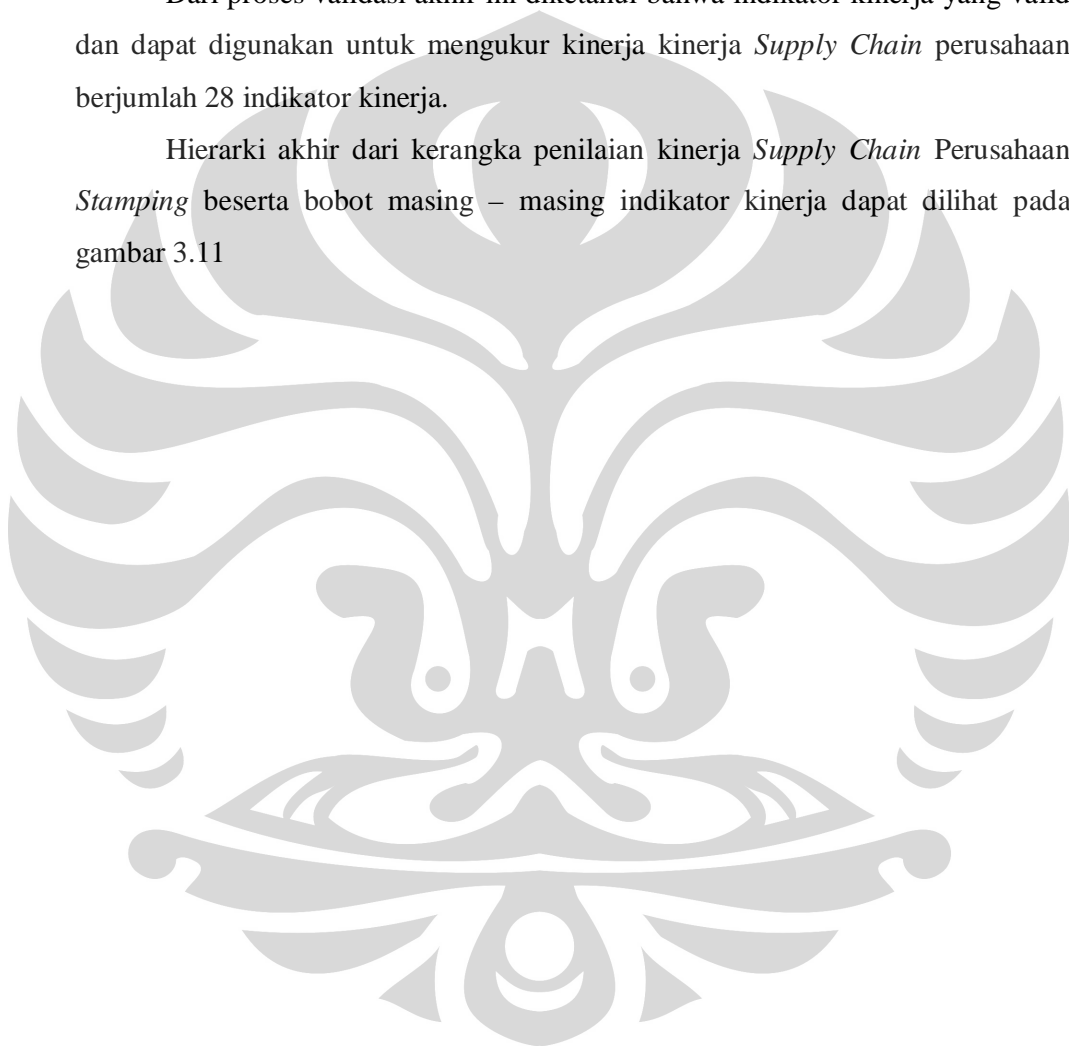 Dari proses validasi akhir ini diketahui bahwa indikator kinerja yang valid
dan dapat digunakan untuk mengukur kinerja kinerja Supply Chain perusahaan
berjumlah 28 indikator kinerja.
Hierarki akhir dari kerangka penilaian kinerja Supply Chain Perusahaan
Stamping beserta bobot masing – masing indikator kinerja dapat dilihat pada
gambar 3.11